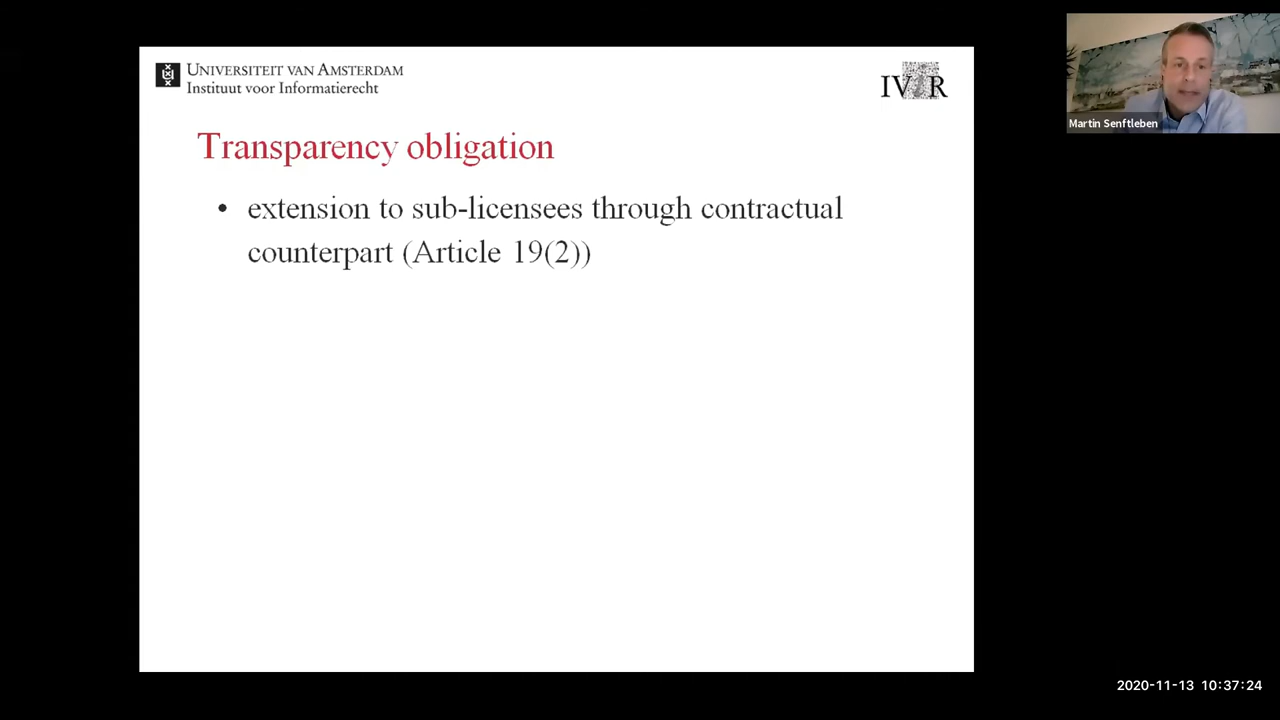 UNIVERSITEIT VAN AMSTERDAM
Instituut voor Informatierecht
IViR
Martin Senftleben
Transparency obligation
• extension to sub-licensees through contractual
counterpart (Article 19(2))
2020-11-13 10:37:24